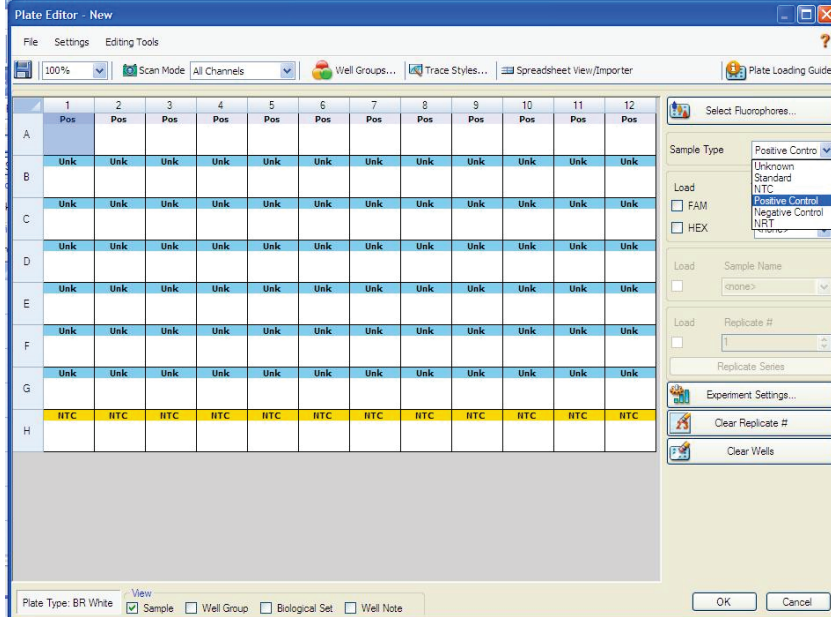 Plate Editor - New
File Settings Editing Tools ?
100% Scan Mode All Channels Well Groups... Trace Styles... Spreadsheet View/Importer Plate Loading Guide
1 2 3 4 5 6 7 8 9 10 11 12
A Pos Pos Pos Pos Pos Pos Pos Pos Pos Pos Pos Pos
B Unk Unk Unk Unk Unk Unk Unk Unk Unk Unk Unk Unk
C Unk Unk Unk Unk Unk Unk Unk Unk Unk Unk Unk Unk
D Unk Unk Unk Unk Unk Unk Unk Unk Unk Unk Unk Unk
E Unk Unk Unk Unk Unk Unk Unk Unk Unk Unk Unk Unk
F Unk Unk Unk Unk Unk Unk Unk Unk Unk Unk Unk Unk
G Unk Unk Unk Unk Unk Unk Unk Unk Unk Unk Unk Unk
H NTC NTC NTC NTC NTC NTC NTC NTC NTC NTC NTC NTC
Select Fluorophores...
Sample Type Positive Contro
Unknown
Standard
NTC
Positive Control
Negative Control
NRT
Load
FAM
HEX <none>
Load Sample Name
<none>
Load Replicate #
1
Replicate Series
Experiment Settings...
Clear Replicate #
Clear Wells
Plate Type: BR White View
Sample Well Group Biological Set Well Note
OK Cancel